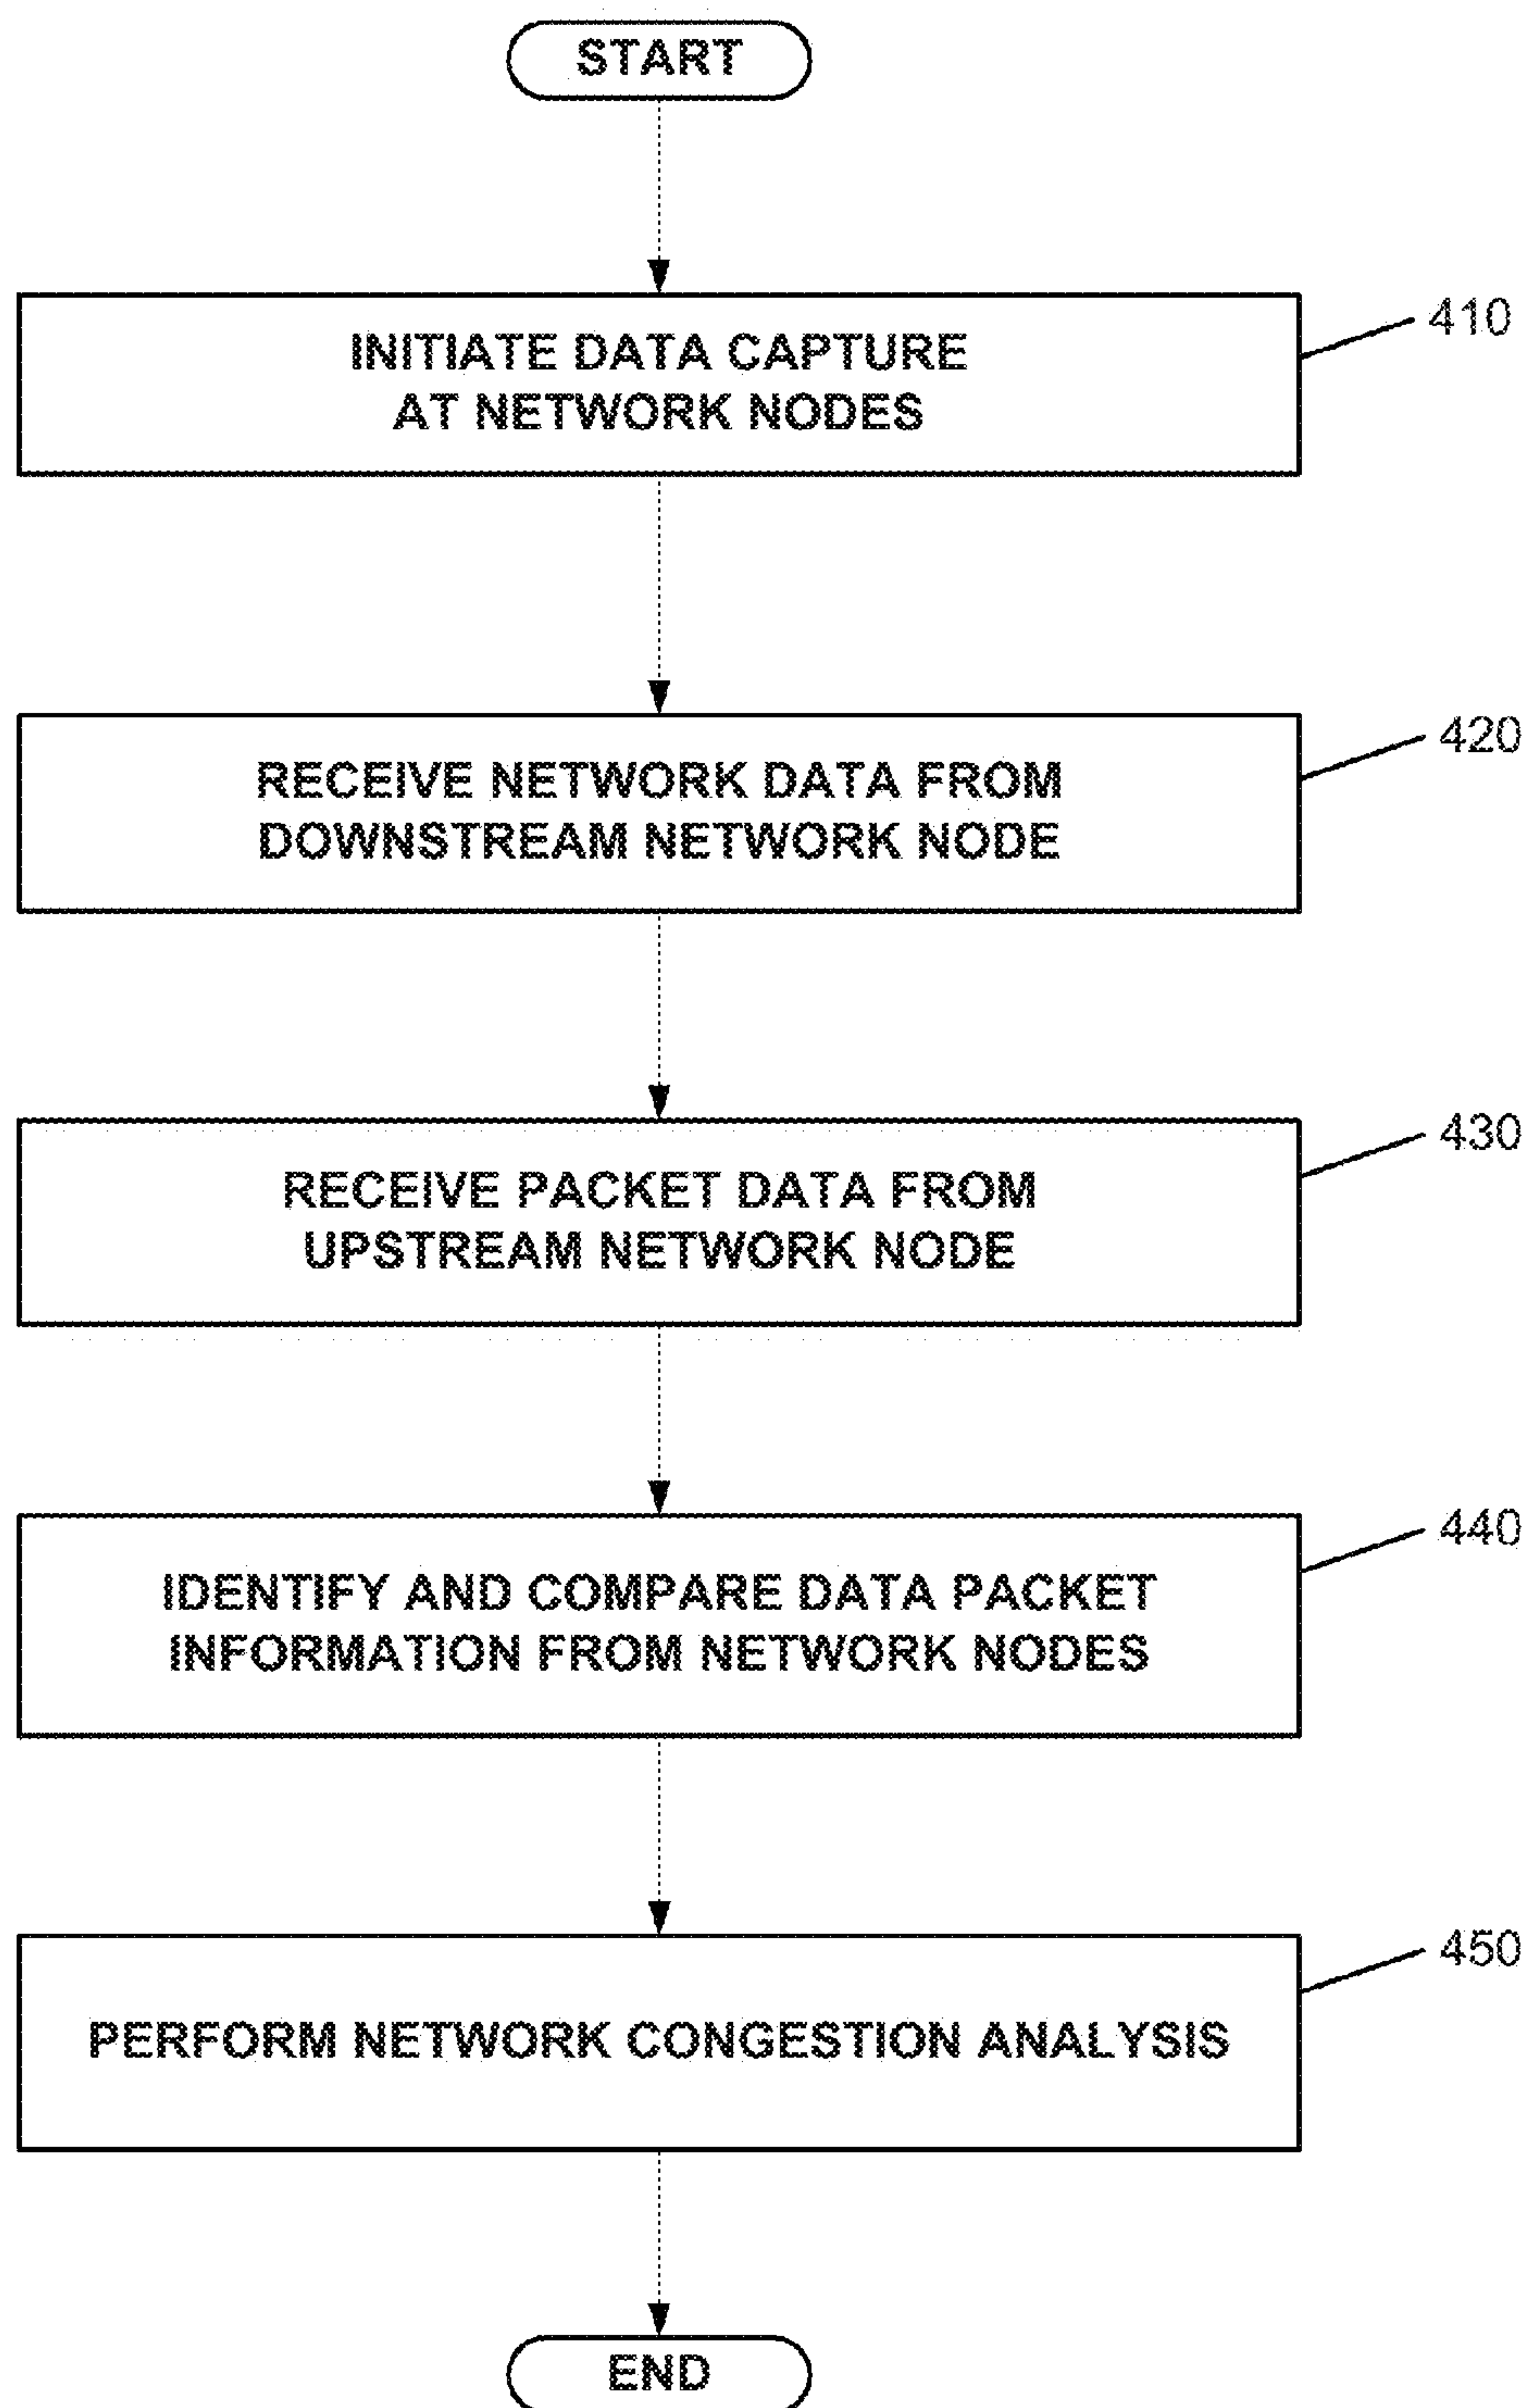 START
INITIATE DATA CAPTURE
AT NETWORK NODES
410
RECEIVE NETWORK DATA FROM
DOWNSTREAM NETWORK NODE
420
RECEIVE PACKET DATA FROM
UPSTREAM NETWORK NODE
430
IDENTIFY AND COMPARE DATA PACKET
INFORMATION FROM NETWORK NODES
440
PERFORM NETWORK CONGESTION ANALYSIS
450
END